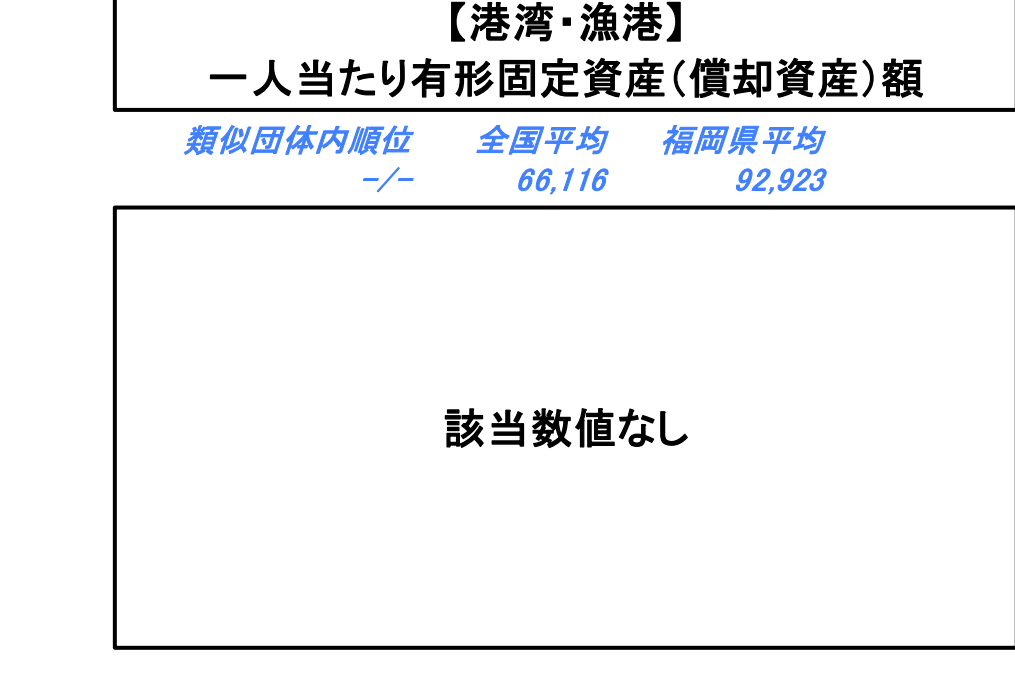 【港湾・漁港】
一人当たり有形固定資産(償却資産)額
類似団体内順位 全国平均 福岡県平均
-/- 66,116 92,923
該当数値なし